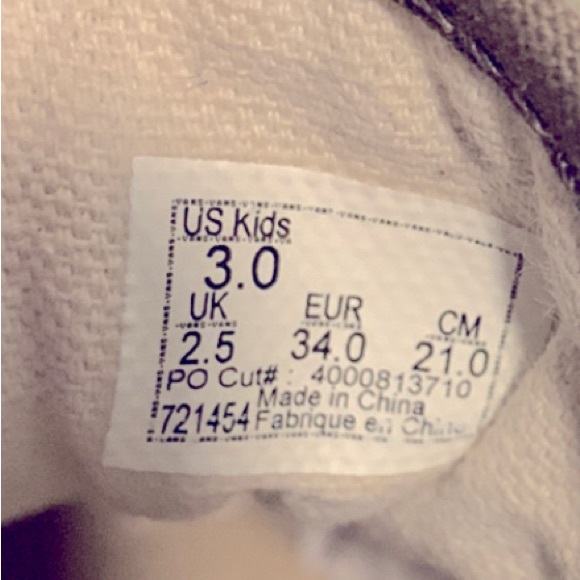 US Kids
3.0
UK EUR CM
2.5 34.0 21.0
PO Cut# : 4000813710
Made in China
721454 Fabrique en China